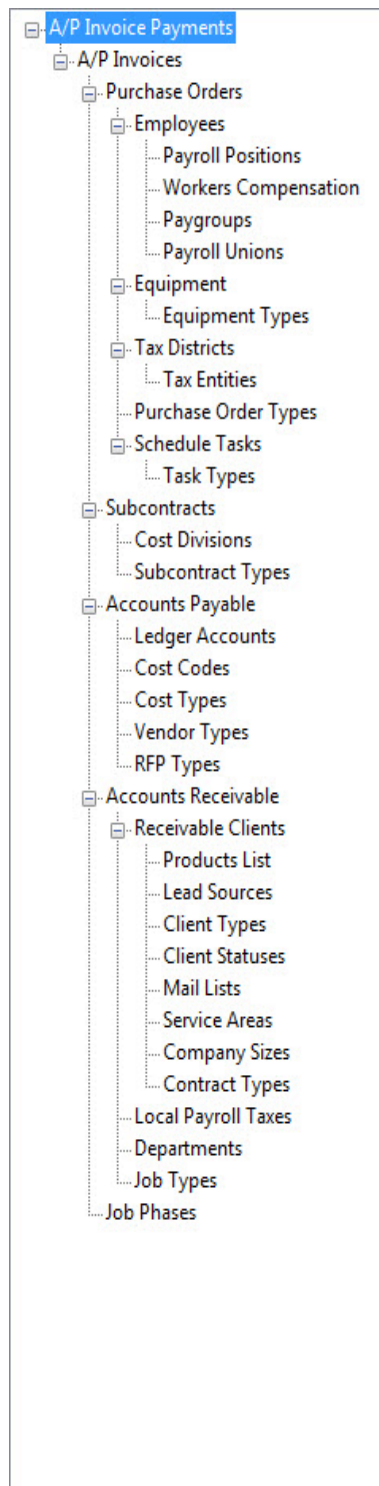 A/P Invoice Payments
A/P Invoices
Purchase Orders
Employees
Payroll Positions
Workers Compensation
Paygroups
Payroll Unions
Equipment
Equipment Types
Tax Districts
Tax Entities
Purchase Order Types
Schedule Tasks
Task Types
Subcontracts
Cost Divisions
Subcontract Types
Accounts Payable
Ledger Accounts
Cost Codes
Cost Types
Vendor Types
RFP Types
Accounts Receivable
Receivable Clients
Products List
Lead Sources
Client Types
Client Statuses
Mail Lists
Service Areas
Company Sizes
Contract Types
Local Payroll Taxes
Departments
Job Types
Job Phases